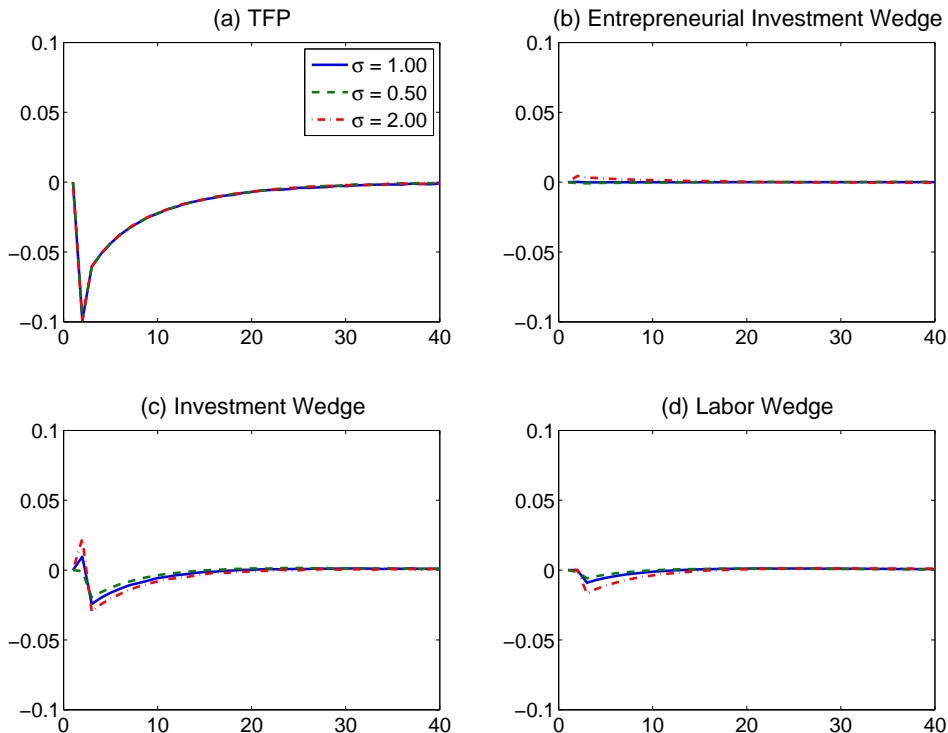 (a) TFP
(b) Entrepreneurial Investment Wedge
0.1
0.05
0
−0.05
−0.1
0 10 20 30 40
σ = 1.00
σ = 0.50
σ = 2.00
0.1
0.05
0
−0.05
−0.1
0 10 20 30 40
(c) Investment Wedge
(d) Labor Wedge
0.1
0.05
0
−0.05
−0.1
0 10 20 30 40
0.1
0.05
0
−0.05
−0.1
0 10 20 30 40